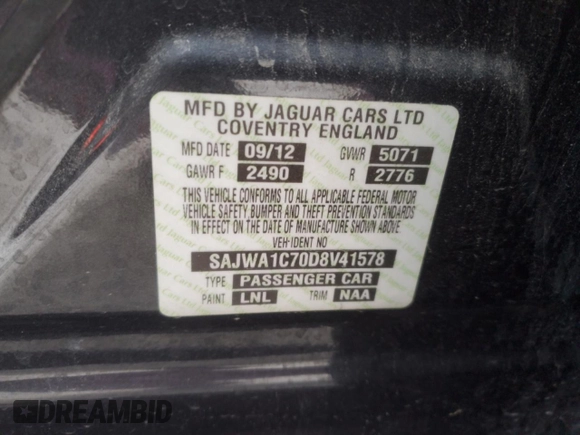 MFD BY JAGUAR CARS LTD
COVENTRY ENGLAND
MFD DATE 09/12 GVWR 5071
GAWR F 2490 R 2776
THIS VEHICLE CONFORMS TO ALL APPLICABLE FEDERAL MOTOR
VEHICLE SAFETY, BUMPER AND THEFT PREVENTION STANDARDS
IN EFFECT ON THE DATE OF MANUFACTURE SHOWN ABOVE
VEH·IDENT NO
SAJWA1C70D8V41578
TYPE PASSENGER CAR
PAINT LNL TRIM NAA
DREAMBID